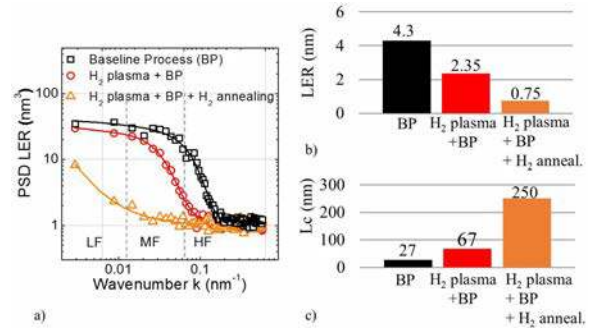 a)
PSD LER (nm³)
100
10
1
Baseline Process (BP)
H₂ plasma + BP
H₂ plasma + BP + H₂ annealing
LF
MF
HF
0.01
0.1
Wavenumber k (nm⁻¹)
a)
LER (nm)
6
4
2
0
4.3
2.35
0.75
BP
H₂ plasma
+BP
H₂ plasma
+ BP
+ H₂ anneal.
b)
Lc (nm)
300
200
100
0
27
67
250
BP
H₂ plasma
+BP
H₂ plasma
+ BP
+ H₂ anneal.
c)